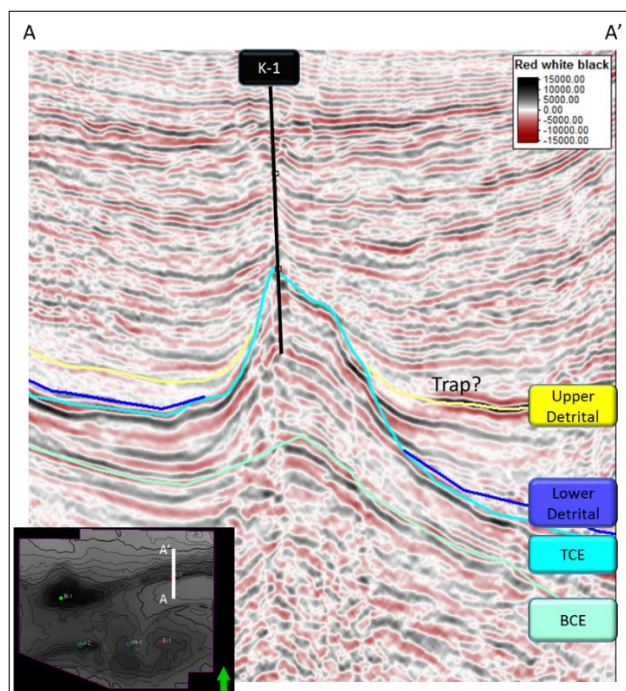 A
A'
K-1
Red white black
15000.00
10000.00
5000.00
0.00
-5000.00
-10000.00
-15000.00
Trap?
Upper
Detrital
Lower
Detrital
TCE
BCE
A'
A